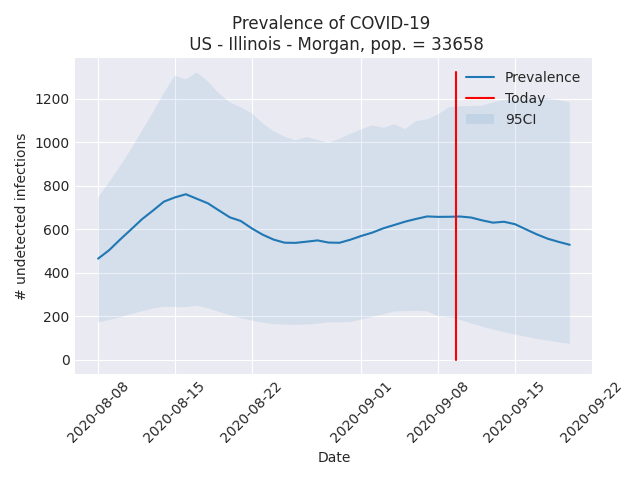 Prevalence of COVID-19
US - Illinois - Morgan, pop. = 33658
Prevalence
Today
95CI
# undetected infections
1200
1000
800
600
400
200
0
2020-08-08
2020-08-15
2020-08-22
2020-09-01
2020-09-08
2020-09-15
2020-09-22
Date